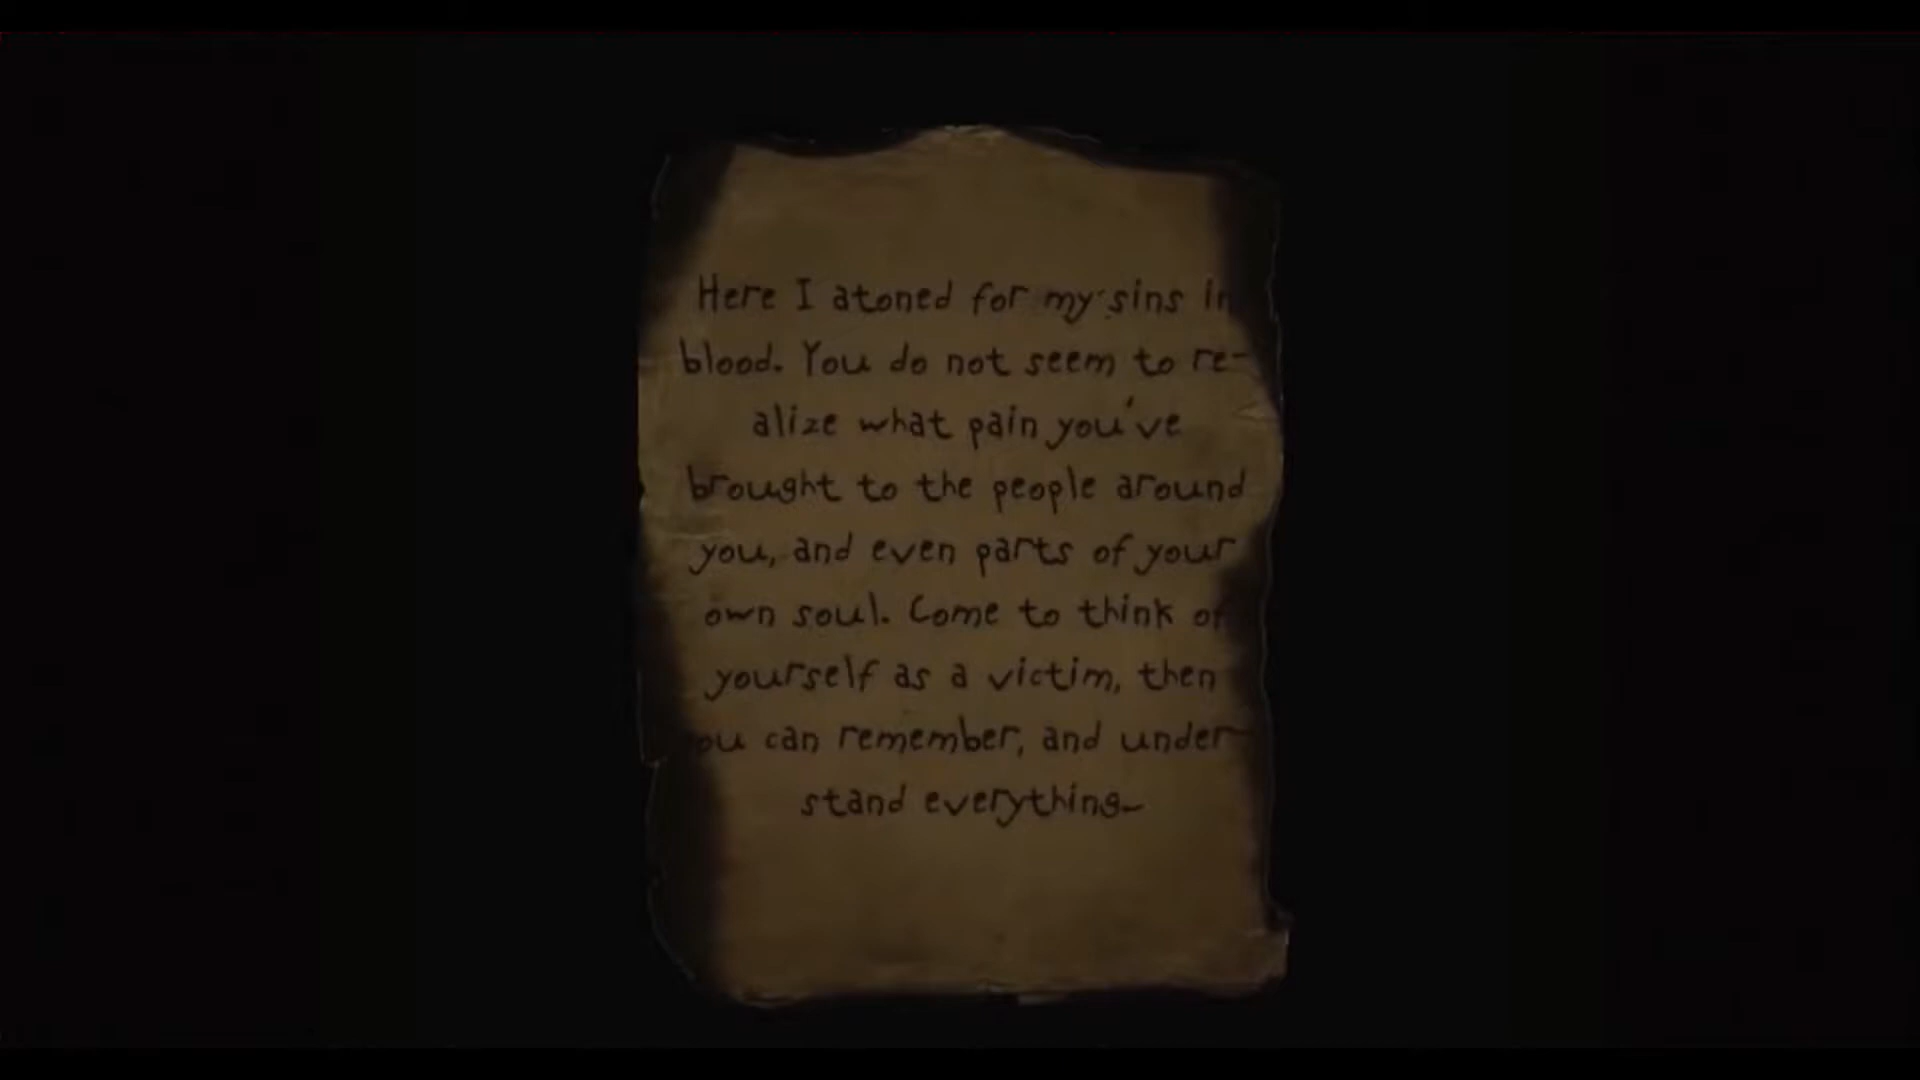 Here I atoned for my sins in
blood. You do not seem to re-
alize what pain you've
brought to the people around
you, and even parts of your
own soul. Come to think of
yourself as a victim, then
ou can remember, and under-
stand everything-